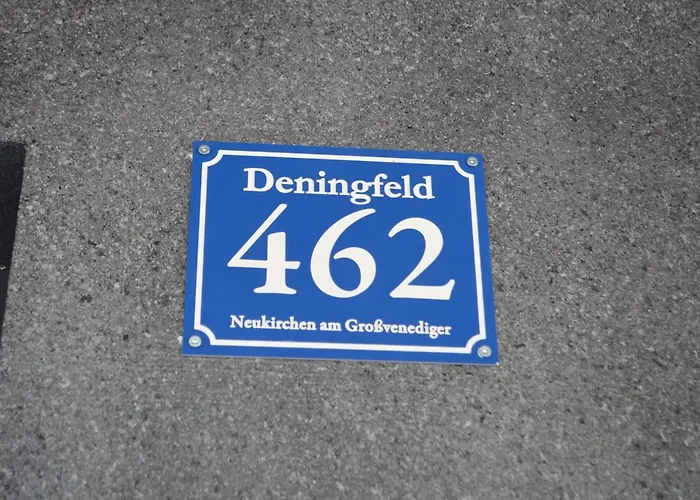 Deningfeld
462
Neukirchen am Großvenediger